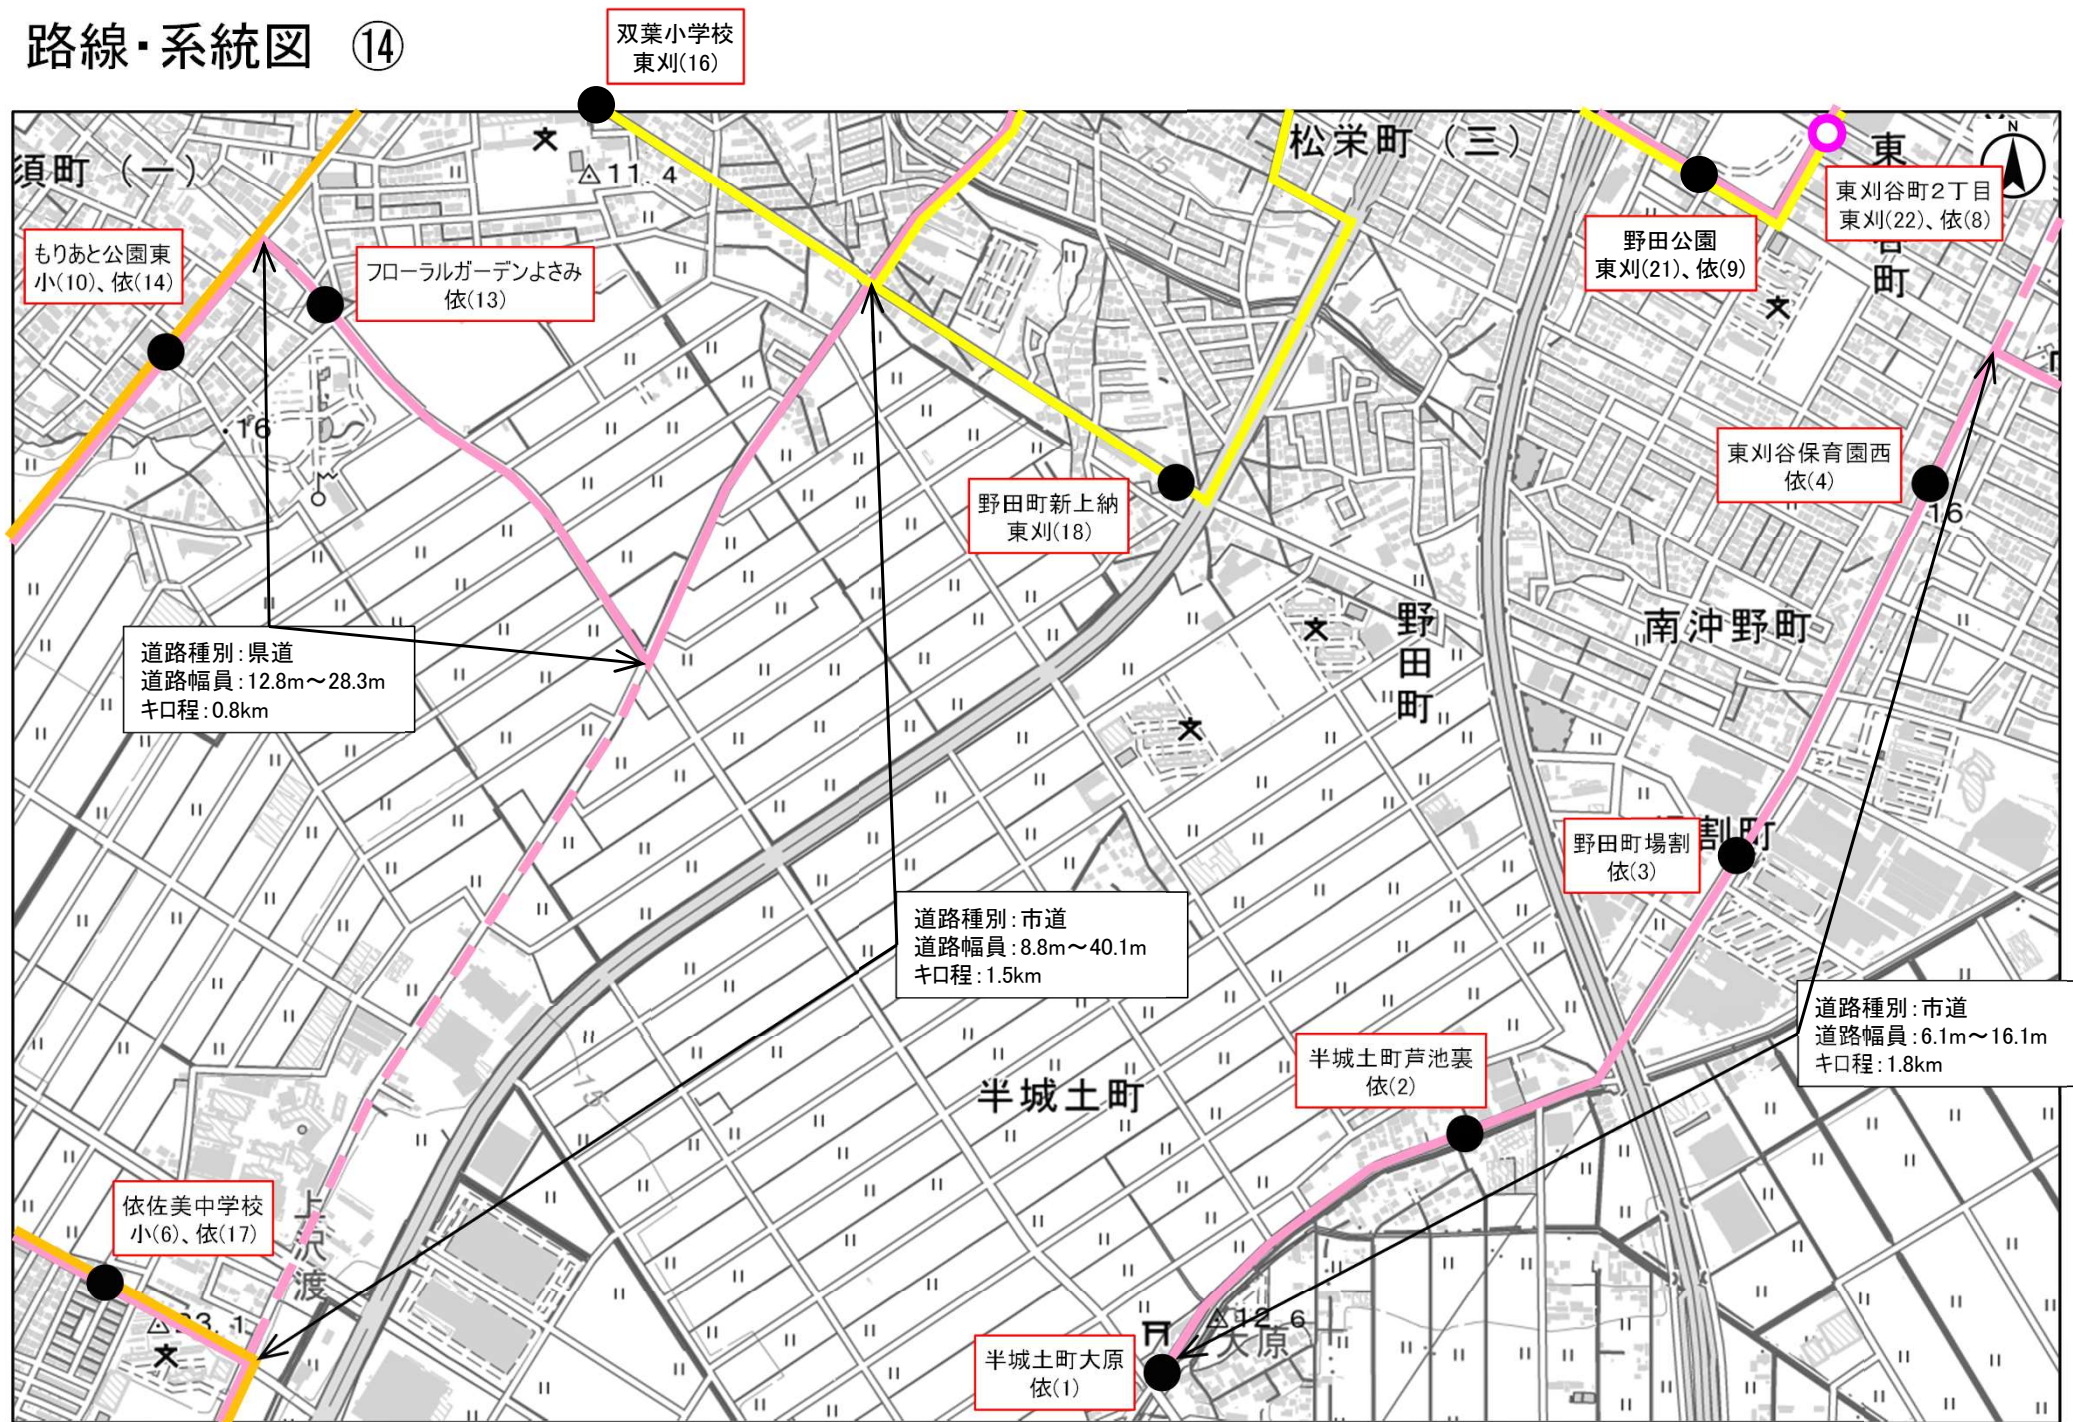 路線・系統図 ⑭
双葉小学校
東刈(16)
須町（一）
11.4
松栄町（三）
東
谷
町
N
東刈谷町２丁目
東刈(22)、依(8)
もりあと公園東
小(10)、依(14)
フローラルガーデンよさみ
依(13)
野田公園
東刈(21)、依(9)
・16
東刈谷保育園西
依(4)
16
野田町新上納
東刈(18)
野田町
南沖野町
道路種別：県道
道路幅員：12.8m～28.3m
キロ程：0.8km
割町
野田町場割
依(3)
道路種別：市道
道路幅員：8.8m～40.1m
キロ程：1.5km
道路種別：市道
道路幅員：6.1m～16.1m
キロ程：1.8km
半城土町
15
半城土町芦池裏
依(2)
依佐美中学校
小(6)、依(17)
上沢渡
23.1
12.6
大原
半城土町大原
依(1)